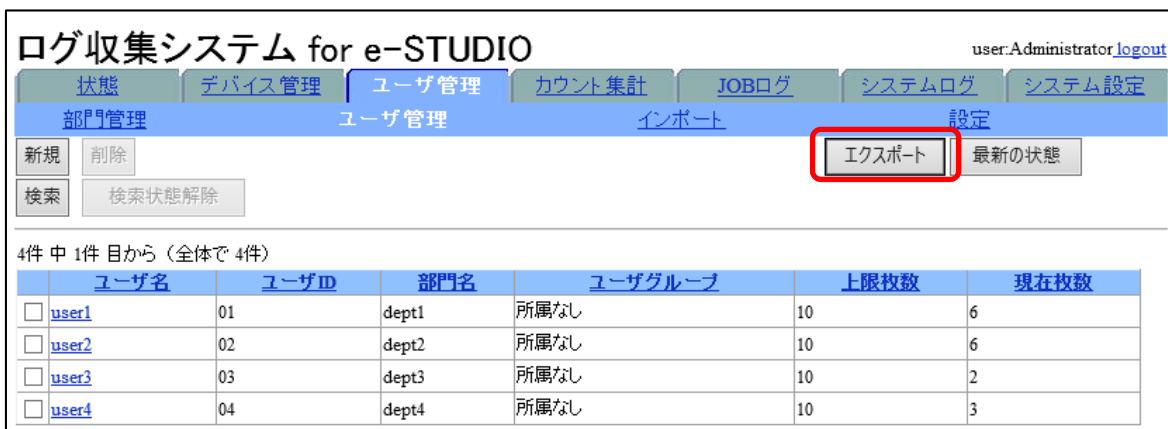 ログ収集システム for e-STUDIO user:Administrator logout
状態 デバイス管理 ユーザ管理 カウント集計 JOBログ システムログ システム設定
部門管理 ユーザ管理 インポート 設定
新規 削除 エクスポート 最新の状態
検索 検索状態解除
4件 中 1件 目から（全体で 4件）
ユーザ名 ユーザID 部門名 ユーザグループ 上限枚数 現在枚数
user1 01 dept1 所属なし 10 6
user2 02 dept2 所属なし 10 6
user3 03 dept3 所属なし 10 2
user4 04 dept4 所属なし 10 3